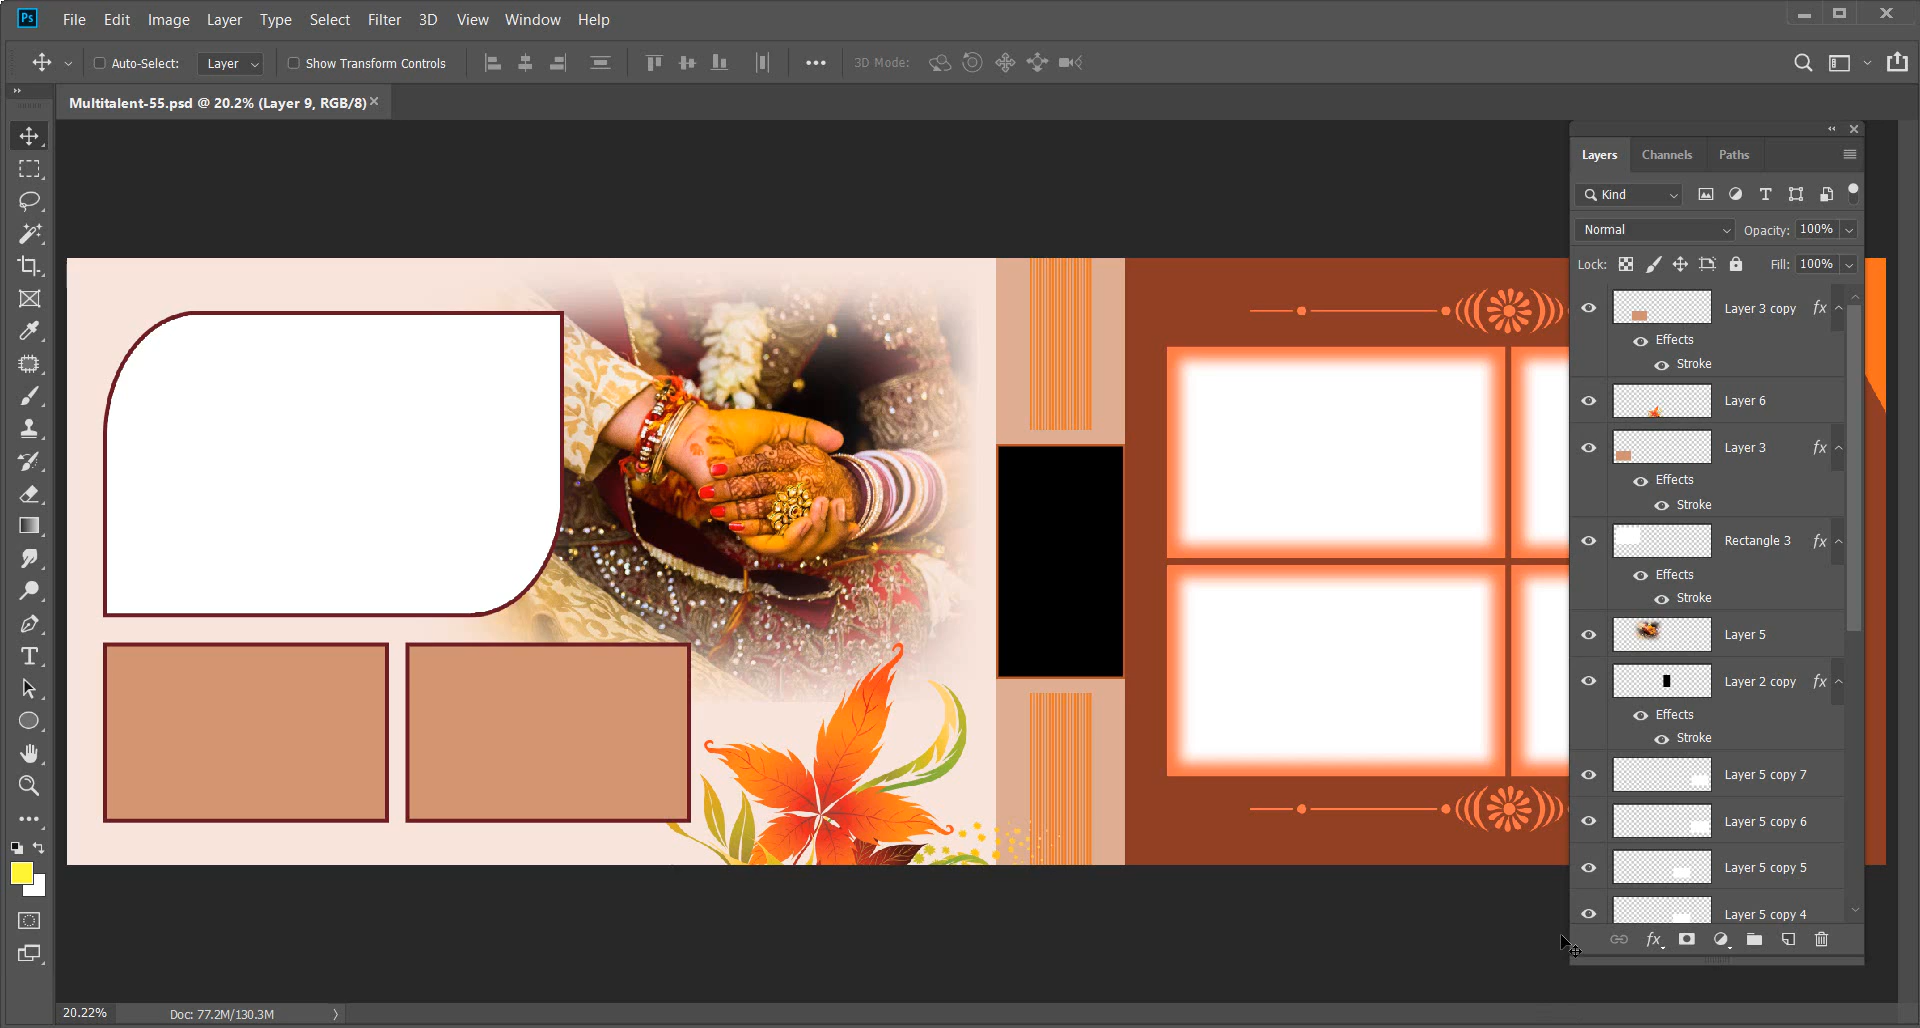 Ps File Edit Image Layer Type Select Filter 3D View Window Help
Auto-Select: Layer Show Transform Controls 3D Mode:
Multitalent-55.psd @ 20.2% (Layer 9, RGB/8)
Layers Channels Paths
Kind
Normal Opacity: 100%
Lock: Fill: 100%
Layer 3 copy fx
Effects
Stroke
Layer 6
Layer 3 fx
Effects
Stroke
Rectangle 3 fx
Effects
Stroke
Layer 5
Layer 2 copy fx
Effects
Stroke
Layer 5 copy 7
Layer 5 copy 6
Layer 5 copy 5
Layer 5 copy 4
fx
20.22% Doc: 77.2M/130.3M